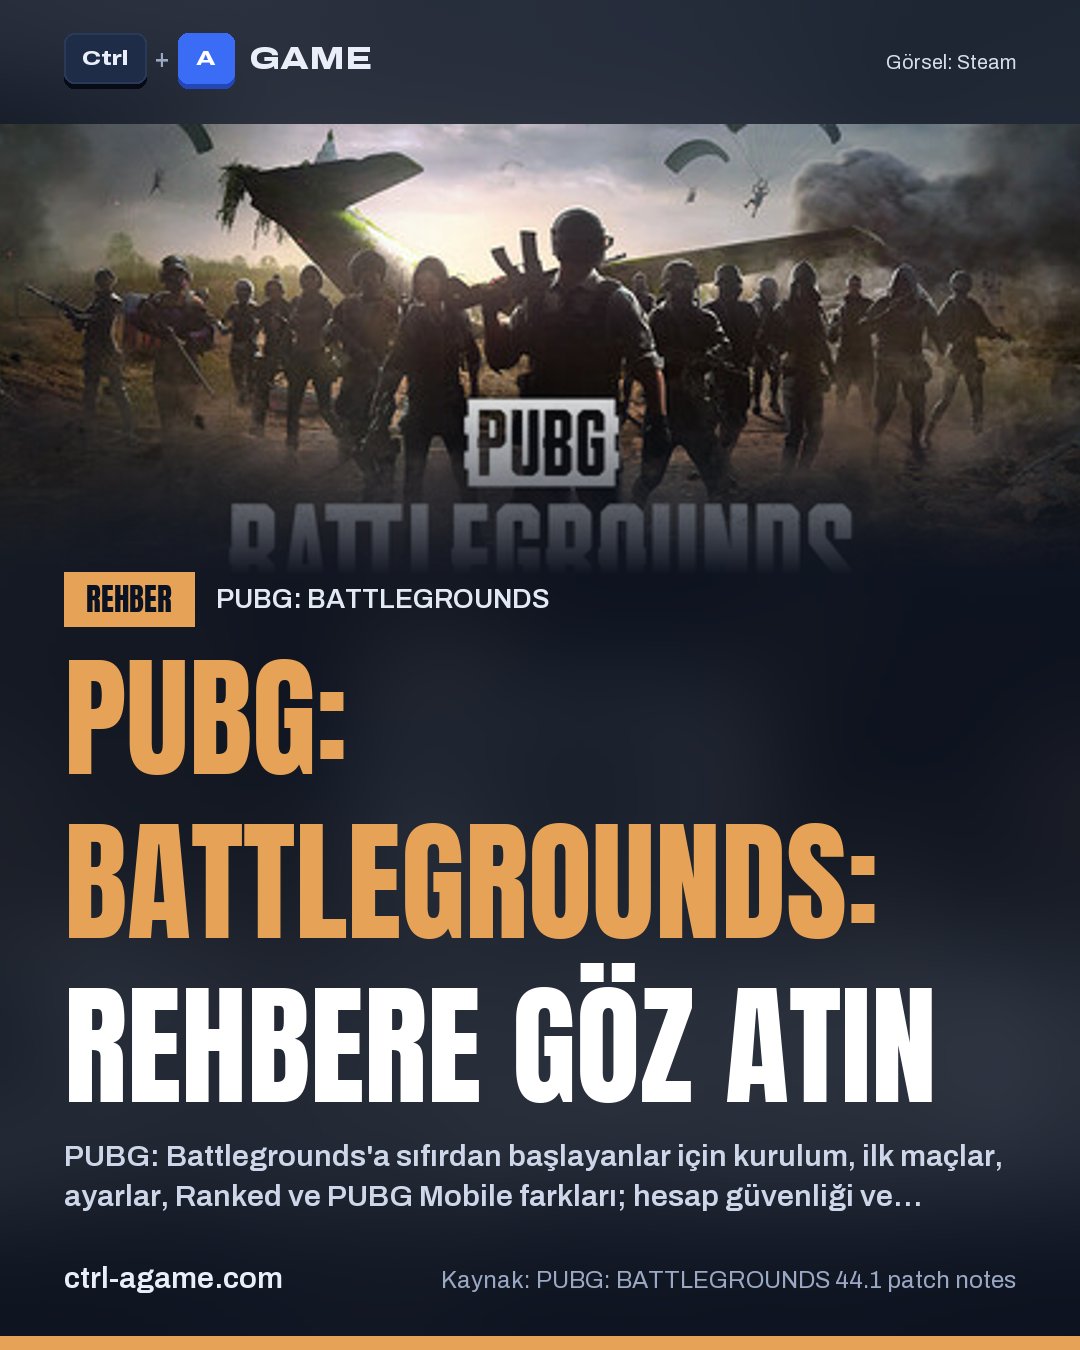 Ctrl + A GAME
Görsel: Steam
PUBG
BATTLEGROUNDS
REHBER PUBG: BATTLEGROUNDS
PUBG:
BATTLEGROUNDS:
REHBERE GÖZ ATIN
PUBG: Battlegrounds'a sıfırdan başlayanlar için kurulum, ilk maçlar,
ayarlar, Ranked ve PUBG Mobile farkları; hesap güvenliği ve...
ctrl-agame.com
Kaynak: PUBG: BATTLEGROUNDS 44.1 patch notes